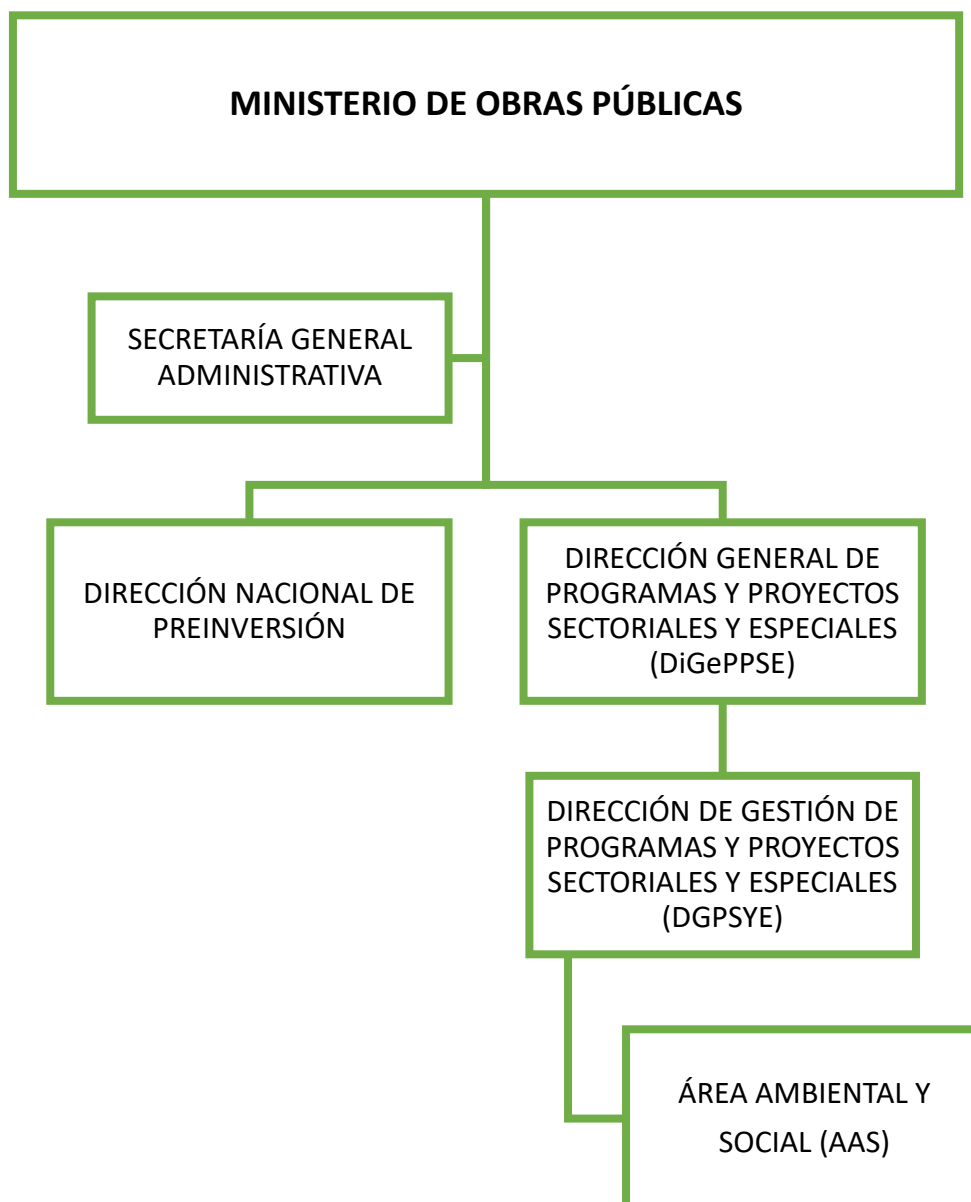 MINISTERIO DE OBRAS PÚBLICAS
SECRETARÍA GENERAL
ADMINISTRATIVA
DIRECCIÓN NACIONAL DE
PREINVERSIÓN
DIRECCIÓN GENERAL DE
PROGRAMAS Y PROYECTOS
SECTORIALES Y ESPECIALES
(DiGePPSE)
DIRECCIÓN DE GESTIÓN DE
PROGRAMAS Y PROYECTOS
SECTORIALES Y ESPECIALES
(DGPSYE)
ÁREA AMBIENTAL Y
SOCIAL (AAS)